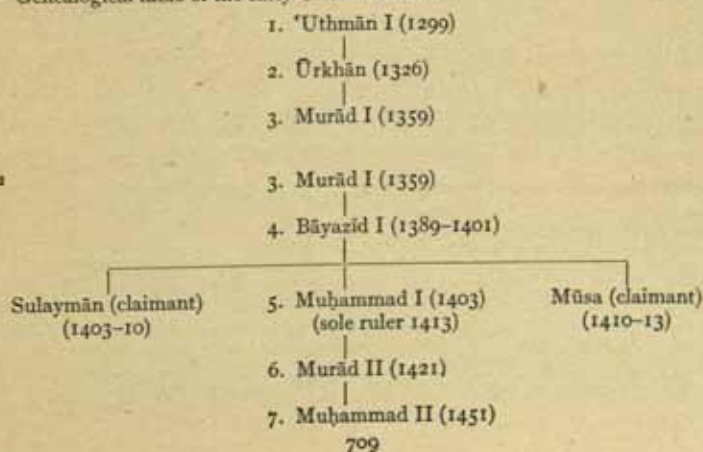 1. ʻUthmān I (1299)
2. Ūrkhān (1326)
3. Murād I (1359)
3. Murād I (1359)
4. Bāyazīd I (1389–1401)
Sulaymān (claimant) 5. Muḥammad I (1403) Mūsa (claimant)
(1403–10) (sole ruler 1413) (1410–13)
6. Murād II (1421)
7. Muḥammad II (1451)
709